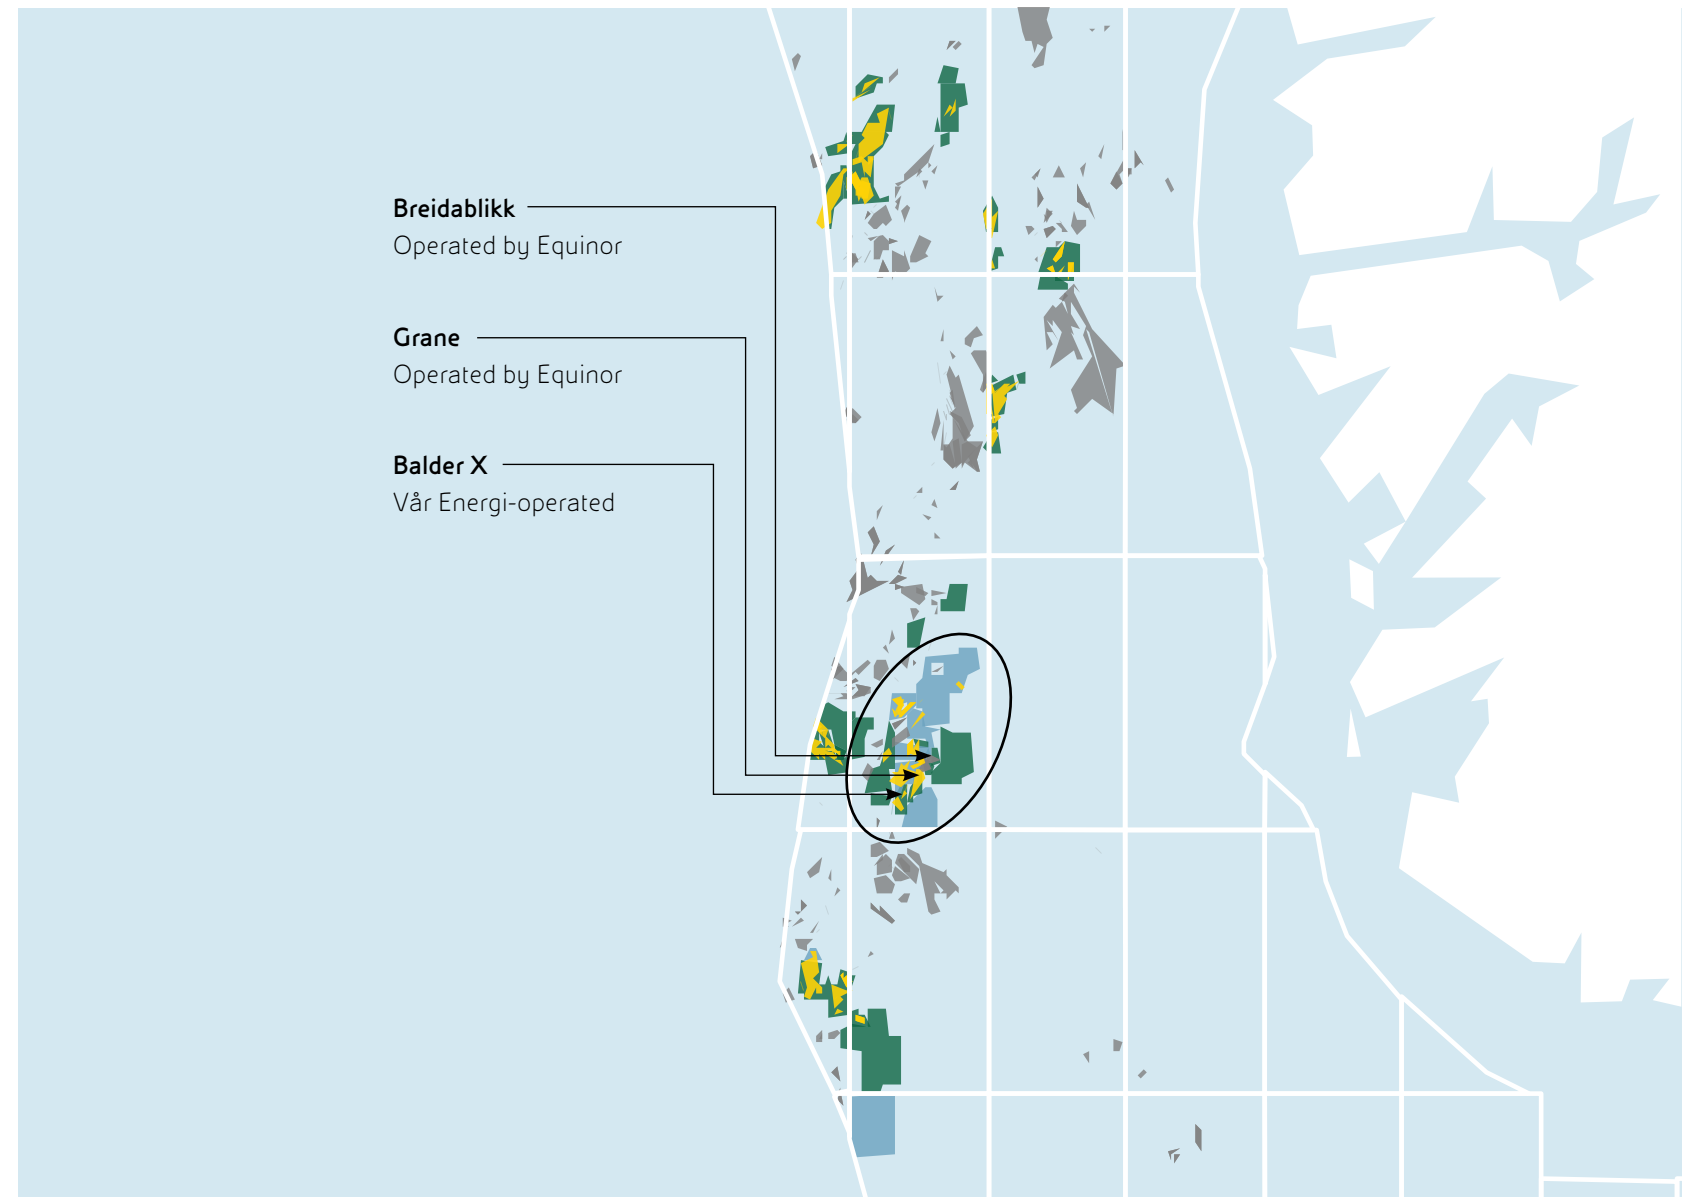 Breidablikk
Operated by Equinor
Grane
Operated by Equinor
Balder X
Vår Energi-operated